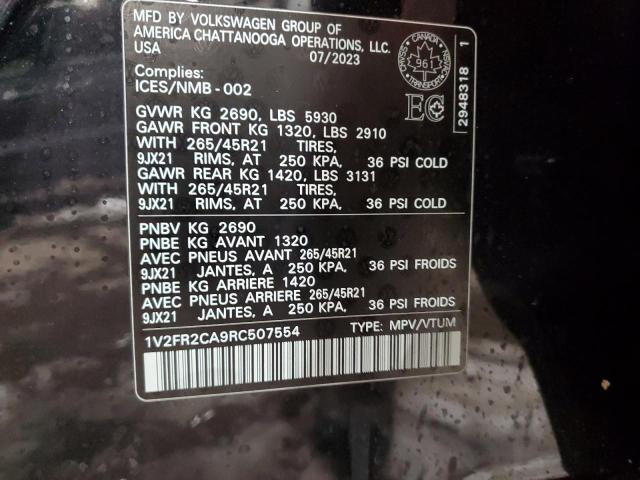 MFD BY VOLKSWAGEN GROUP OF
AMERICA CHATTANOOGA OPERATIONS, LLC.
USA 07/2023
Complies:
ICES/NMB-002
CANADA
961
TRANSPORT
EC
2948318 1
GVWR KG 2690, LBS 5930
GAWR FRONT KG 1320, LBS 2910
WITH 265/45R21 TIRES,
9JX21 RIMS, AT 250 KPA, 36 PSI COLD
GAWR REAR KG 1420, LBS 3131
WITH 265/45R21 TIRES,
9JX21 RIMS, AT 250 KPA, 36 PSI COLD
PNBV KG 2690
PNBE KG AVANT 1320
AVEC PNEUS AVANT 265/45R21
9JX21 JANTES, A 250 KPA, 36 PSI FROIDS
PNBE KG ARRIERE 1420
AVEC PNEUS ARRIERE 265/45R21
9JX21 JANTES, A 250 KPA, 36 PSI FROIDS
1V2FR2CA9RC507554 TYPE: MPV/VTUM